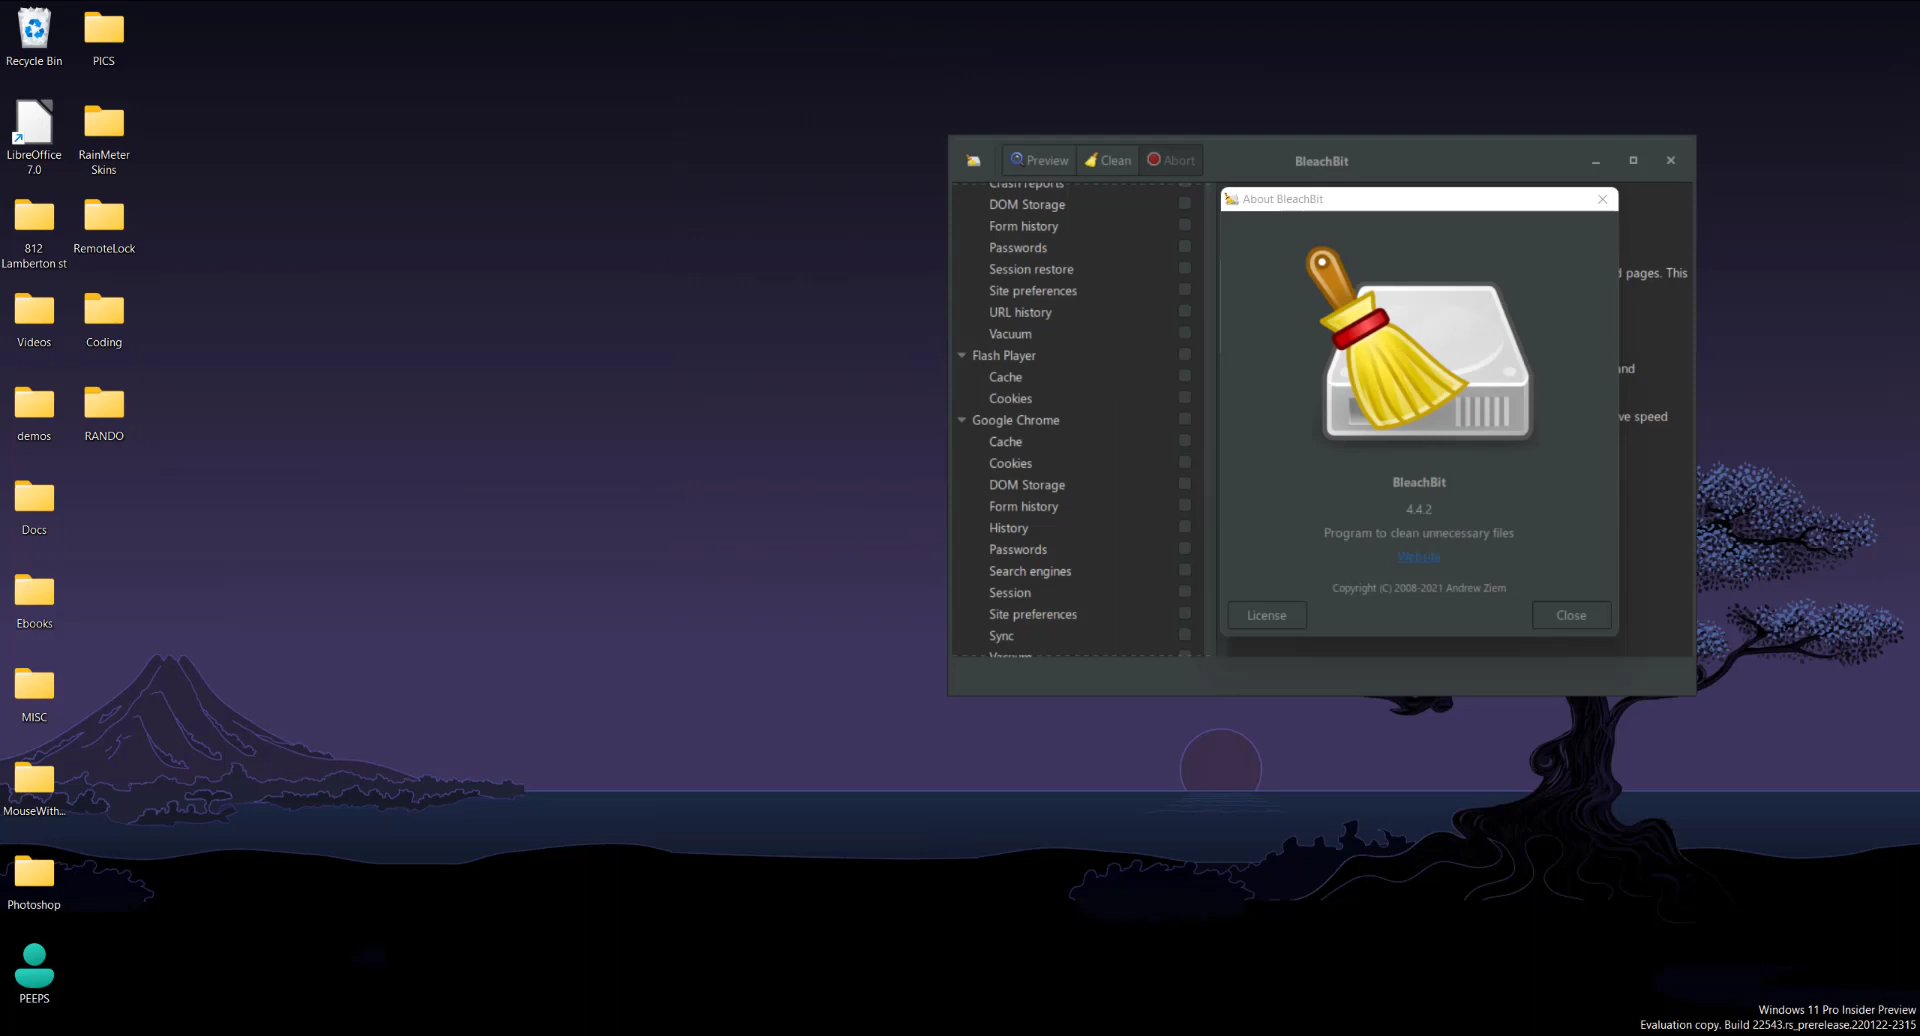 Recycle Bin
PICS
LibreOffice
7.0
RainMeter
Skins
812
Lamberton st
RemoteLock
Videos
Coding
demos
RANDO
Docs
Ebooks
MISC
MouseWith...
Photoshop
PEEPS
Preview
Clean
Abort
BleachBit
Crash reports
DOM Storage
Form history
Passwords
Session restore
Site preferences
URL history
Vacuum
Flash Player
Cache
Cookies
Google Chrome
Cache
Cookies
DOM Storage
Form history
History
Passwords
Search engines
Session
Site preferences
Sync
Vacuum
About BleachBit
BleachBit
4.4.2
Program to clean unnecessary files
Website
Copyright (C) 2008-2021 Andrew Ziem
License
Close
pages. This
speed
Windows 11 Pro Insider Preview
Evaluation copy. Build 22543.rs_prerelease.220122-2315